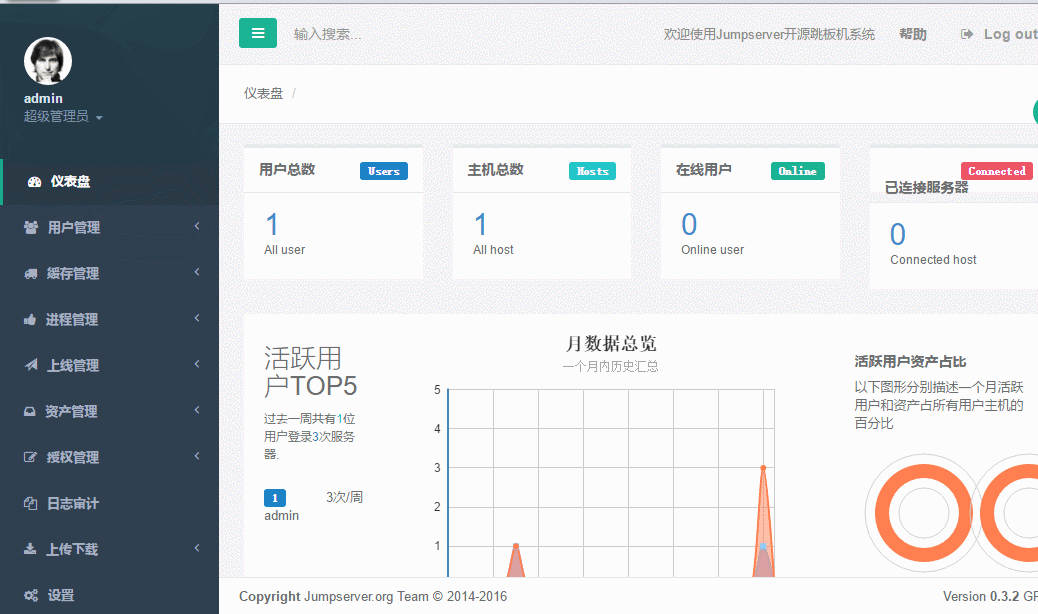 admin
超级管理员
仪表盘
用户管理
缓存管理
进程管理
上线管理
资产管理
授权管理
日志审计
上传下载
设置
输入搜索...
欢迎使用Jumpserver开源跳板机系统
帮助
Log out
仪表盘 /
用户总数 Users
1
All user
主机总数 Hosts
1
All host
在线用户 Online
0
Online user
Connected
已连接服务器
0
Connected host
活跃用
户TOP5
过去一周共有1位
用户登录3次服务
器.
1 3次/周
admin
月数据总览
一个月内历史汇总
5
4
3
2
1
活跃用户资产占比
以下图形分别描述一个月活跃
用户和资产占所有用户主机的
百分比
Copyright Jumpserver.org Team © 2014-2016
Version 0.3.2 GP